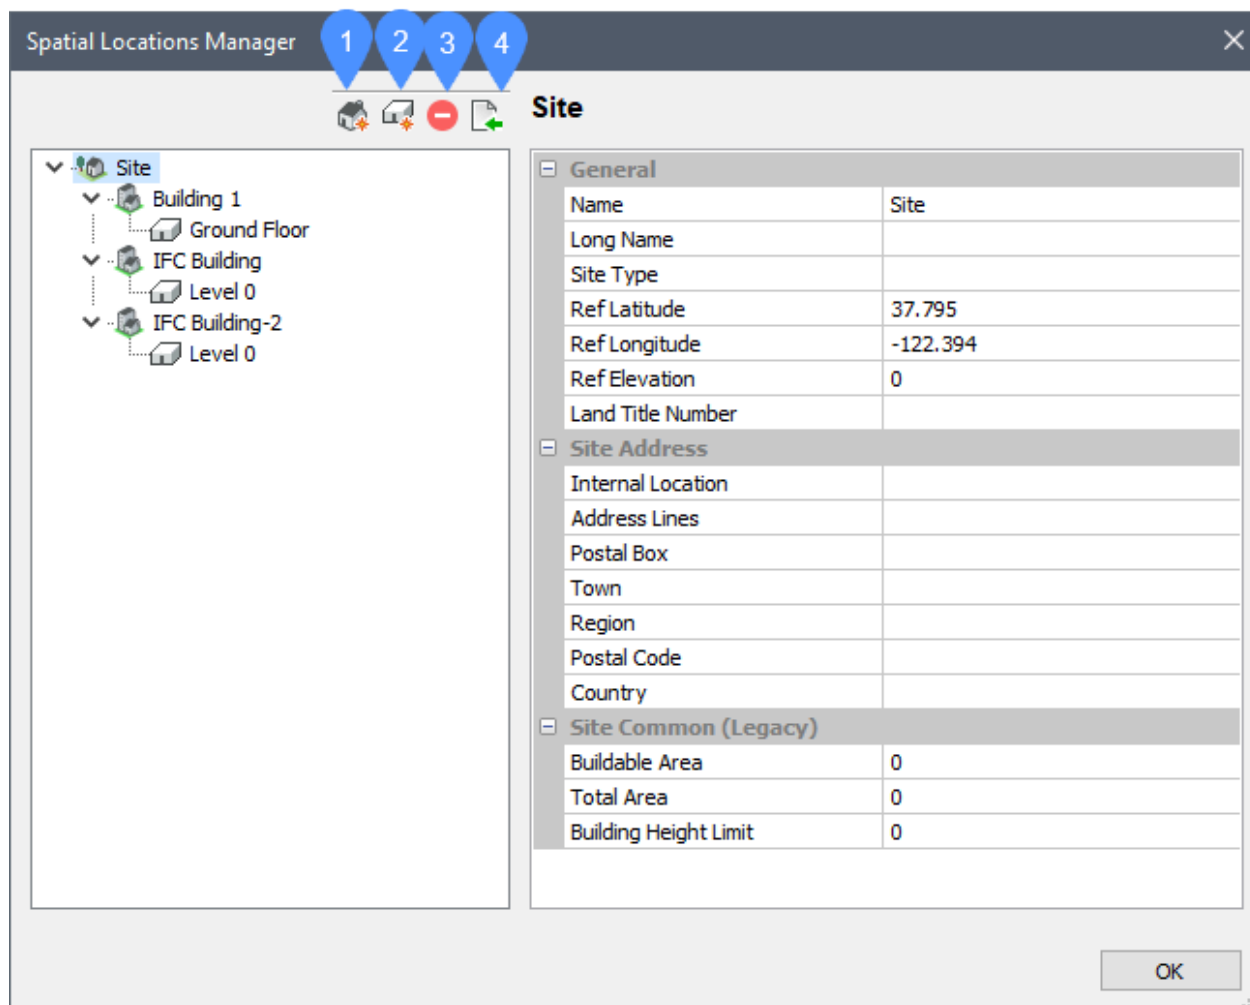 Spatial Locations Manager
1 2 3 4
Site
Site
Building 1
Ground Floor
IFC Building
Level 0
IFC Building-2
Level 0
General
Name Site
Long Name
Site Type
Ref Latitude 37.795
Ref Longitude -122.394
Ref Elevation 0
Land Title Number
Site Address
Internal Location
Address Lines
Postal Box
Town
Region
Postal Code
Country
Site Common (Legacy)
Buildable Area 0
Total Area 0
Building Height Limit 0
OK